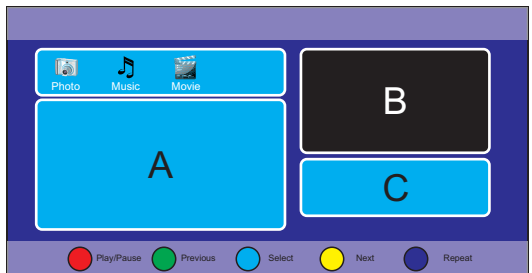 Photo Music Movie
A
B
C
Play/Pause Previous Select Next Repeat